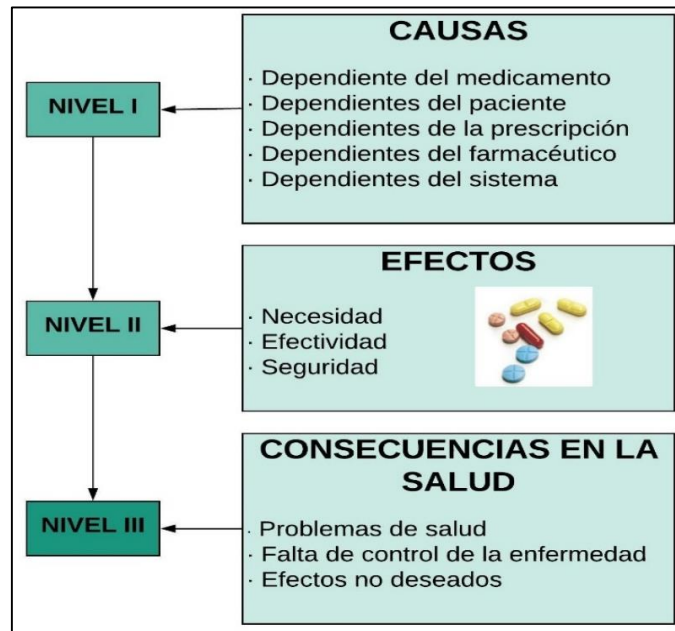 CAUSAS
· Dependiente del medicamento
· Dependientes del paciente
· Dependientes de la prescripción
· Dependientes del farmacéutico
· Dependientes del sistema
NIVEL I
EFECTOS
· Necesidad
· Efectividad
· Seguridad
NIVEL II
CONSECUENCIAS EN LA
SALUD
· Problemas de salud
· Falta de control de la enfermedad
· Efectos no deseados
NIVEL III